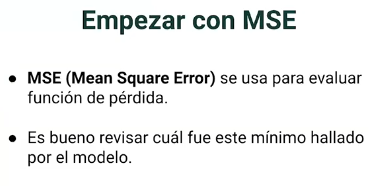 Empezar con MSE
● MSE (Mean Square Error) se usa para evaluar
función de pérdida.
● Es bueno revisar cuál fue este mínimo hallado
por el modelo.